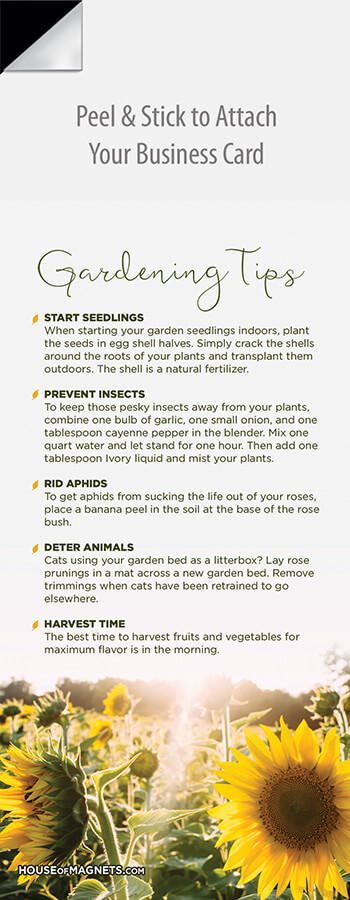 Peel & Stick to Attach
Your Business Card
Gardening Tips
START SEEDLINGS
When starting your garden seedlings indoors, plant
the seeds in egg shell halves. Simply crack the shells
around the roots of your plants and transplant them
outdoors. The shell is a natural fertilizer.
PREVENT INSECTS
To keep those pesky insects away from your plants,
combine one bulb of garlic, one small onion, and one
tablespoon cayenne pepper in the blender. Mix one
quart water and let stand for one hour. Then add one
tablespoon Ivory liquid and mist your plants.
RID APHIDS
To get aphids from sucking the life out of your roses,
place a banana peel in the soil at the base of the rose
bush.
DETER ANIMALS
Cats using your garden bed as a litterbox? Lay rose
prunings in a mat across a new garden bed. Remove
trimmings when cats have been retrained to go
elsewhere.
HARVEST TIME
The best time to harvest fruits and vegetables for
maximum flavor is in the morning.
HOUSEOFMAGNETS.COM